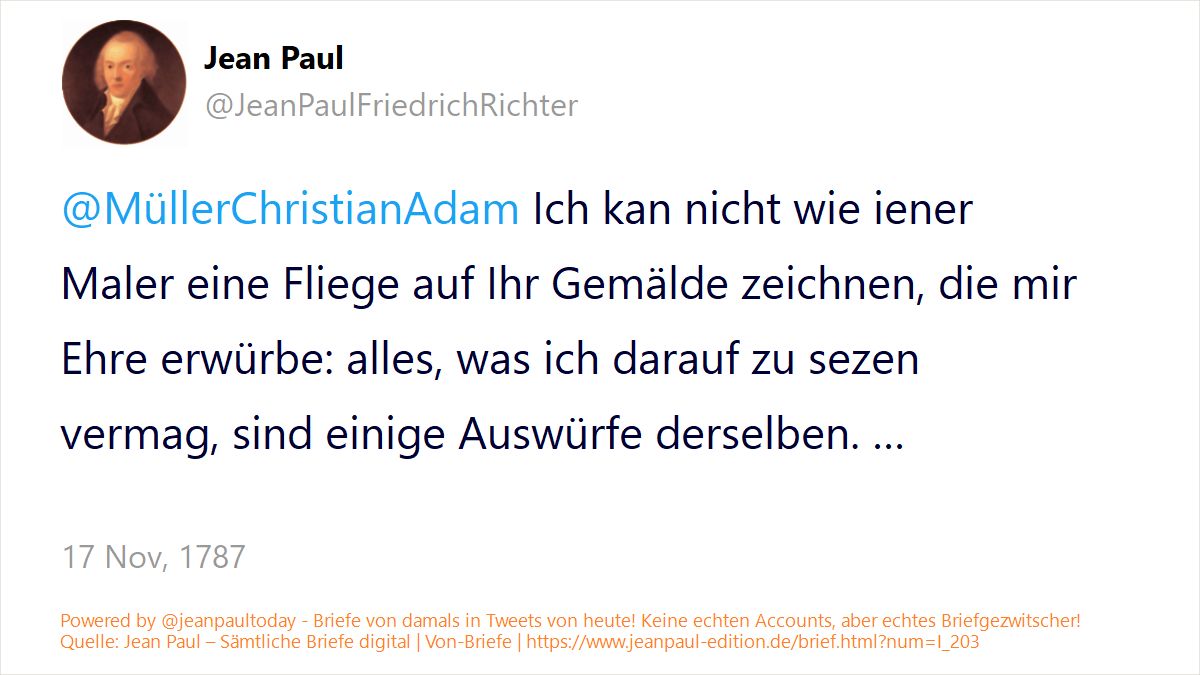 Jean Paul
@JeanPaulFriedrichRichter
@MüllerChristianAdam Ich kan nicht wie iener
Maler eine Fliege auf Ihr Gemälde zeichnen, die mir
Ehre erwürbe: alles, was ich darauf zu sezen
vermag, sind einige Auswürfe derselben. ...
17 Nov, 1787
Powered by @jeanpaultoday - Briefe von damals in Tweets von heute! Keine echten Accounts, aber echtes Briefgezwitscher!
Quelle: Jean Paul – Sämtliche Briefe digital | Von-Briefe | https://www.jeanpaul-edition.de/brief.html?num=I_203